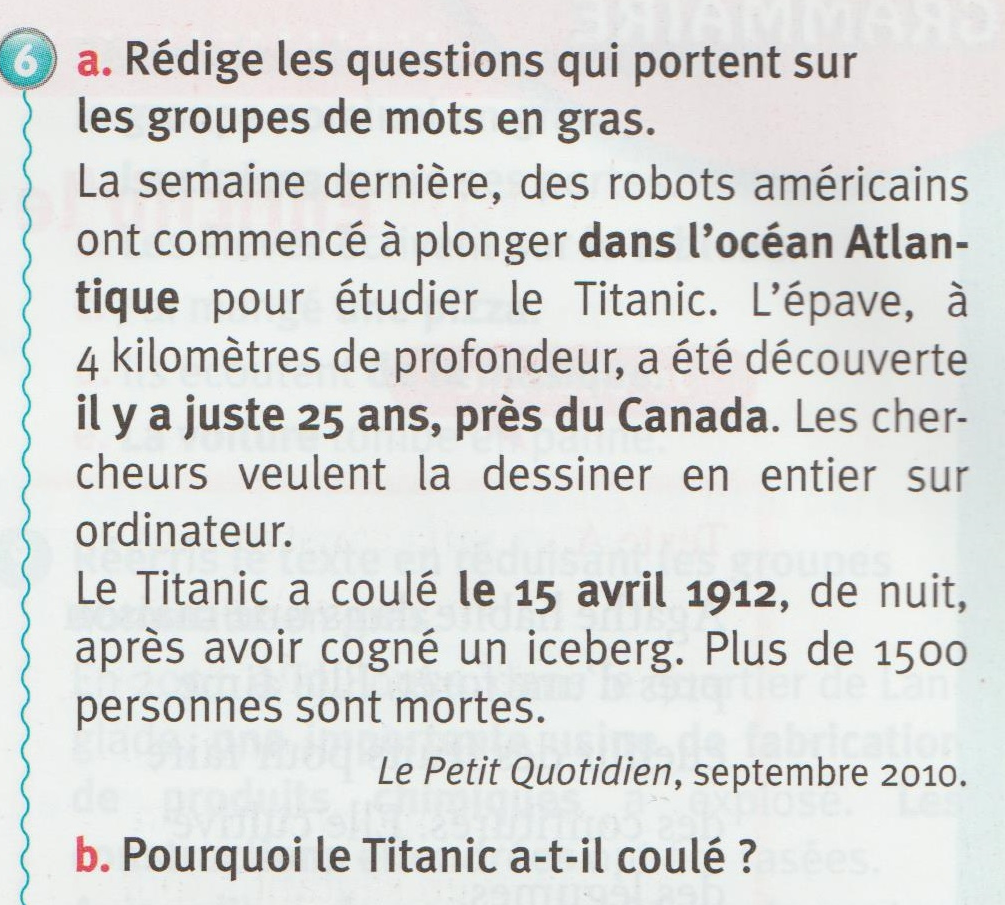 GRAMMAIRE
6 a. Rédige les questions qui portent sur
les groupes de mots en gras.
La semaine dernière, des robots américains
ont commencé à plonger dans l'océan Atlan-
tique pour étudier le Titanic. L'épave, à
4 kilomètres de profondeur, a été découverte
il y a juste 25 ans, près du Canada. Les cher-
cheurs veulent la dessiner en entier sur
ordinateur.
Le Titanic a coulé le 15 avril 1912, de nuit,
après avoir cogné un iceberg. Plus de 1500
personnes sont mortes.
Le Petit Quotidien, septembre 2010.
b. Pourquoi le Titanic a-t-il coulé ?